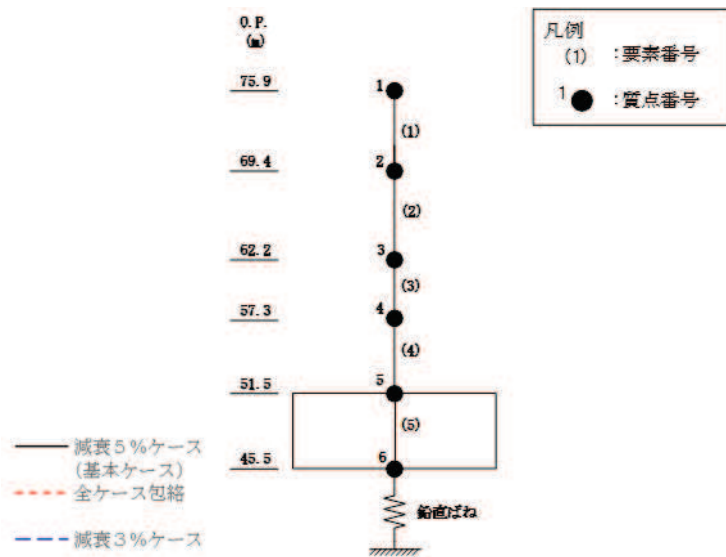 O.P.
(m)
凡例
(1) :要素番号
1 :質点番号
75.9
1
(1)
69.4
2
(2)
62.2
3
(3)
57.3
4
(4)
51.5
5
(5)
45.5
6
鉛直ばね
減衰5%ケース
(基本ケース)
全ケース包絡
減衰3%ケース